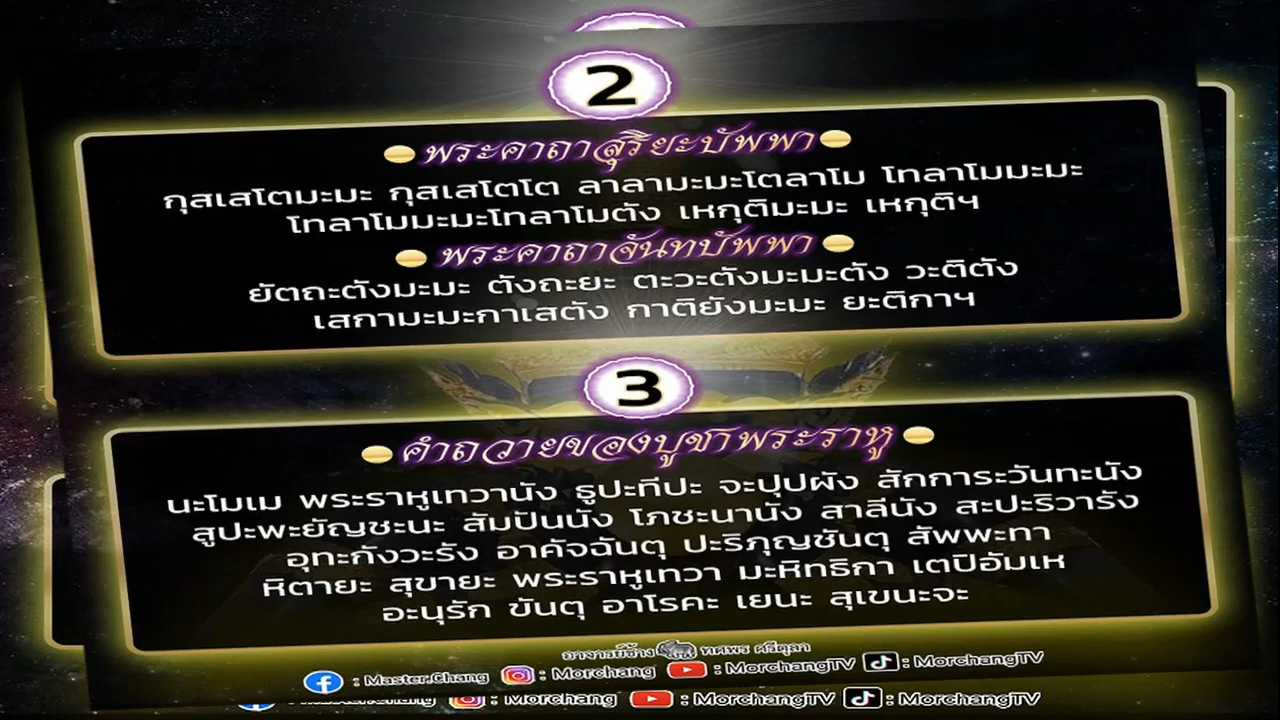 2
พระคาถาสุริยะบัพพา
กุสเสโตมะมะ กุสเสโตโต ลาลามะมะโตลาโม โทลาโมมะมะ
โทลาโมมะมะโทลาโมตัง เหกุติมะมะ เหกุติฯ
พระคาถาจันทบัพพา
ยัตถะตังมะมะ ตังถะยะ ตะวะตังมะมะตัง วะติตัง
เสกามะมะกาเสตัง กาติยังมะมะ ยะติกาฯ
3
คำถวายของบูชาพระราหู
นะโมเม พระราหูเทวานัง ธูปะทีปะ จะปุปผัง สักการะวันทะนัง
สูปะพะยัญชะนะ สัมปันนัง โภชะนานัง สาลีนัง สะปะริวารัง
อุทะกังวะรัง อาคัจฉันตุ ปะริภุญชันตุ สัพพะทา
หิตายะ สุขายะ พระราหูเทวา มะหิทธิกา เตปิอัมเห
อะนุรัก ขันตุ อาโรคะ เยนะ สุเขนะจะ
อาจารย์ช้าง ทศพร ศรีตุลา
: Master.Chang : Morchang : MorchangTV : MorchangTV
: Morchang : MorchangTV : MorchangTV